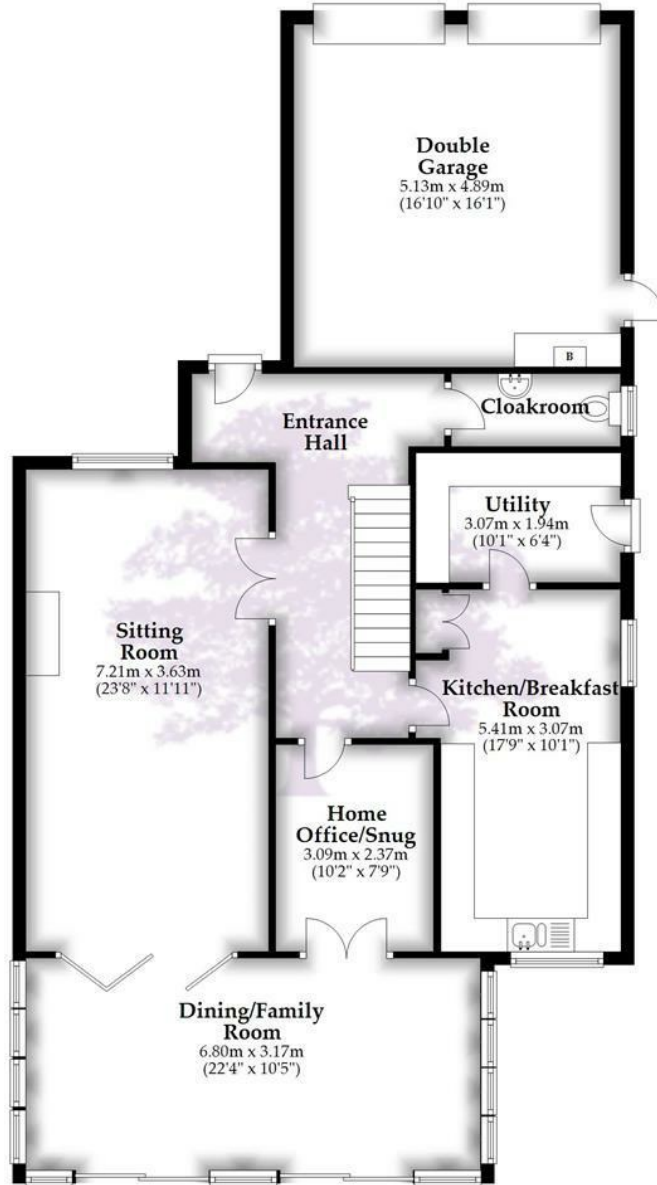 Double
Garage
5.13m x 4.89m
(16'10" x 16'1")
B
Entrance
Hall
Cloakroom
Utility
3.07m x 1.94m
(10'1" x 6'4")
Sitting
Room
7.21m x 3.63m
(23'8" x 11'11")
Kitchen/Breakfast
Room
5.41m x 3.07m
(17'9" x 10'1")
Home
Office/Snug
3.09m x 2.37m
(10'2" x 7'9")
Dining/Family
Room
6.80m x 3.17m
(22'4" x 10'5")